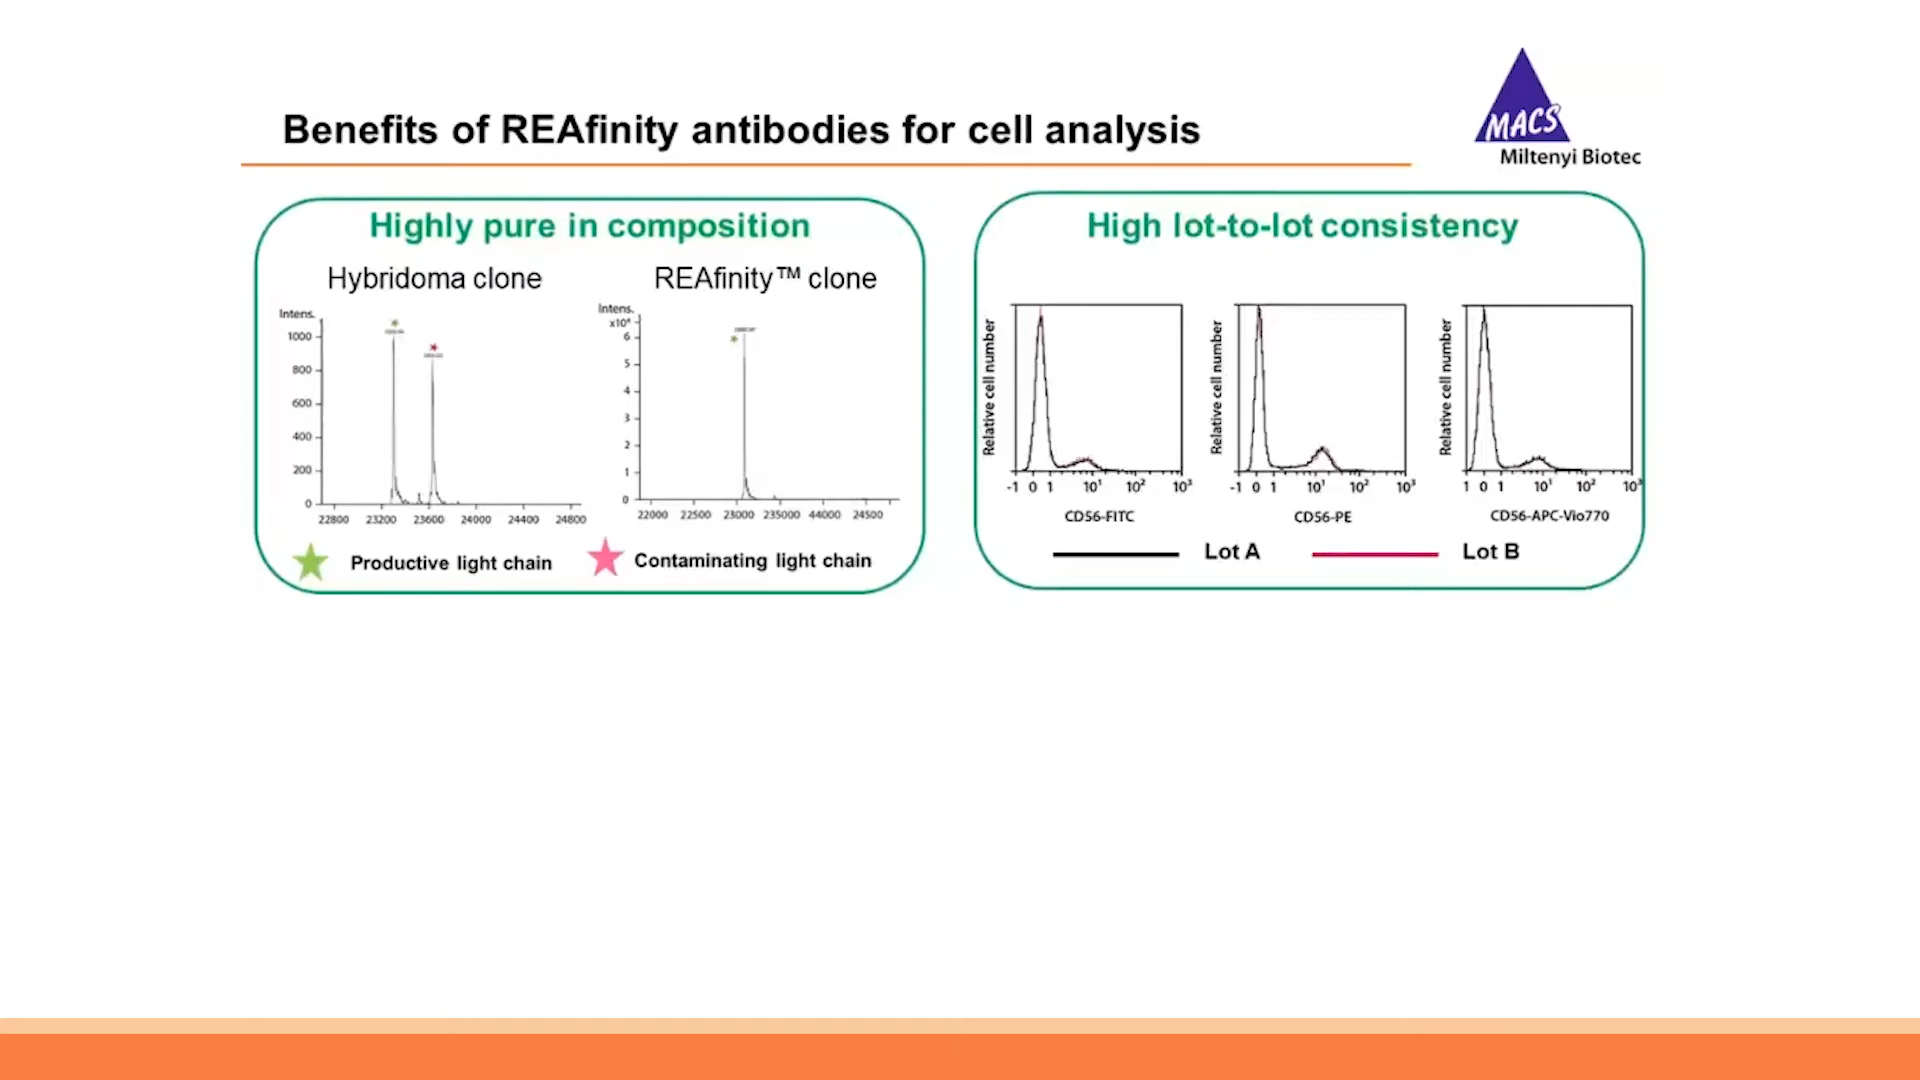 Benefits of REAfinity antibodies for cell analysis
MACS
Miltenyi Biotec
Highly pure in composition
Hybridoma clone
REAfinity™ clone
Intens.
1000
800
600
400
200
0
22800 23200 23600 24000 24400 24800
Intens.
x10⁴
6
5
4
3
2
1
0
22000 22500 23000 235000 44000 24500
Productive light chain
Contaminating light chain
High lot-to-lot consistency
Relative cell number
-1 0 1 10¹ 10² 10³
CD56-FITC
Relative cell number
-1 0 1 10¹ 10² 10³
CD56-PE
Relative cell number
1 0 1 10¹ 10² 10³
CD56-APC-Vio770
Lot A
Lot B